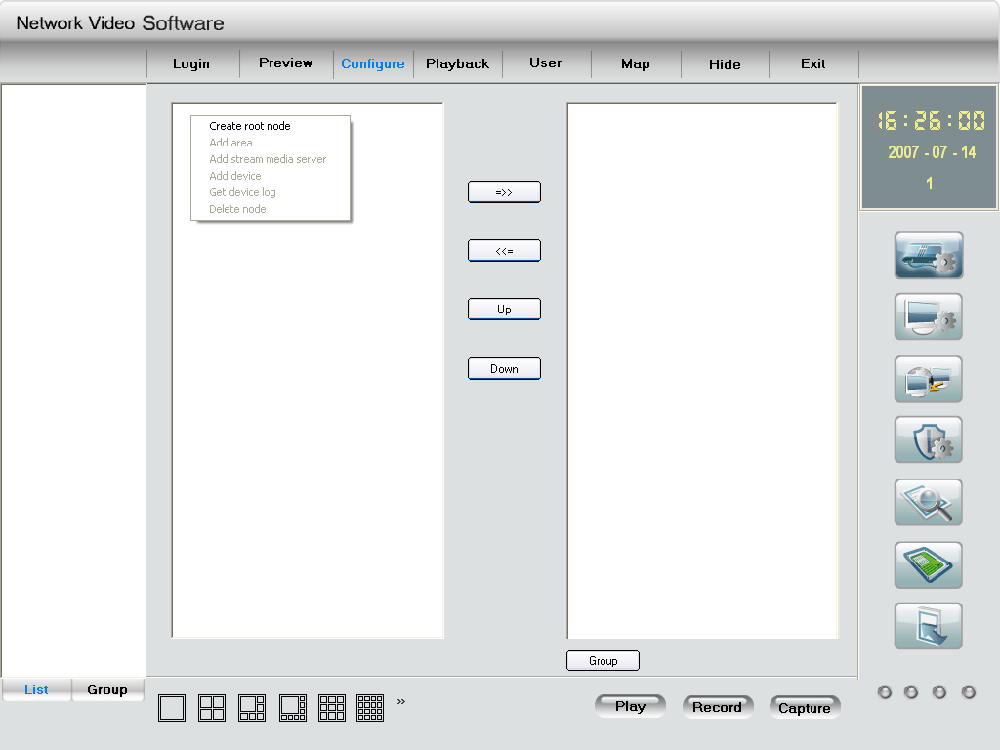 Network Video Software
Login Preview Configure Playback User Map Hide Exit
16:26:00
2007 - 07 - 14
1
Create root node
Add area
Add stream media server
Add device
Get device log
Delete node
=>>
<<=
Up
Down
Group
List Group
»
Play Record Capture